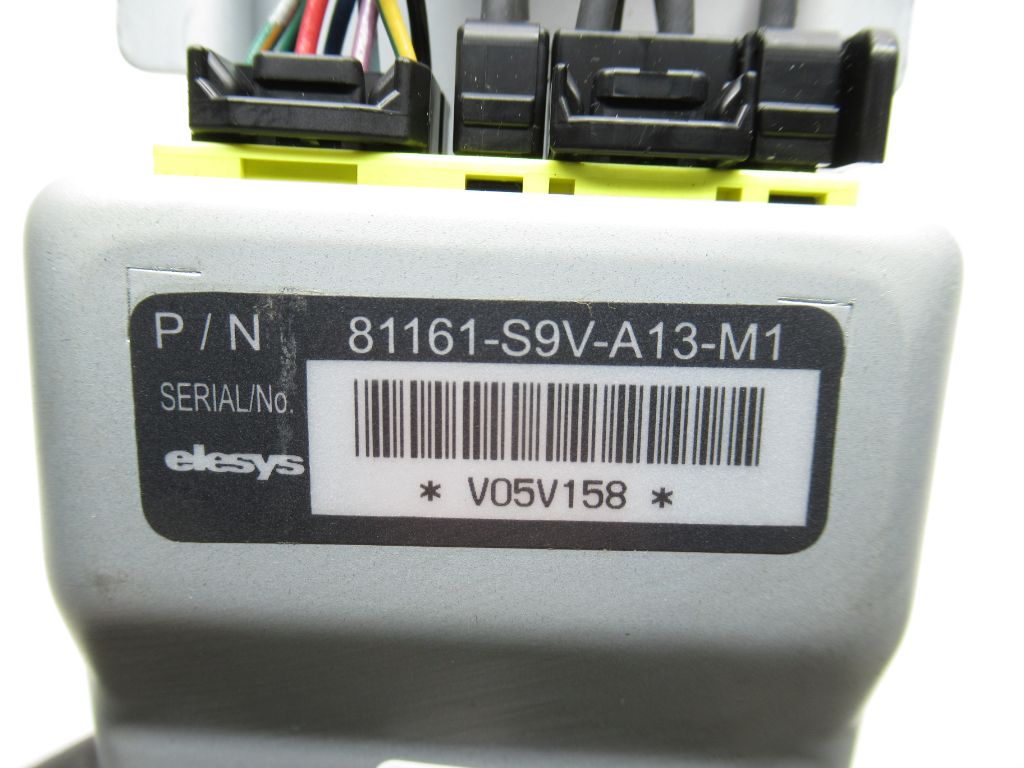 P / N 81161-S9V-A13-M1
SERIAL/No.
elesys
* V05V158 *